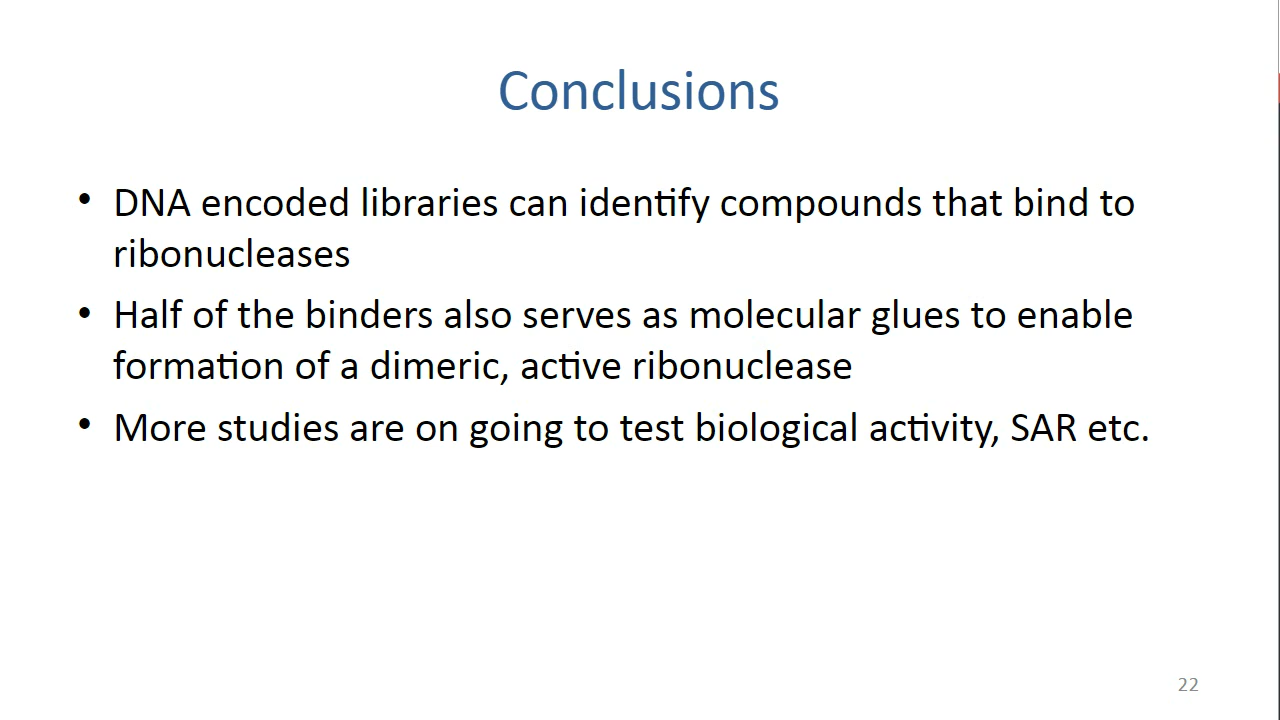 Conclusions
• DNA encoded libraries can identify compounds that bind to
ribonucleases
• Half of the binders also serves as molecular glues to enable
formation of a dimeric, active ribonuclease
• More studies are on going to test biological activity, SAR etc.
22